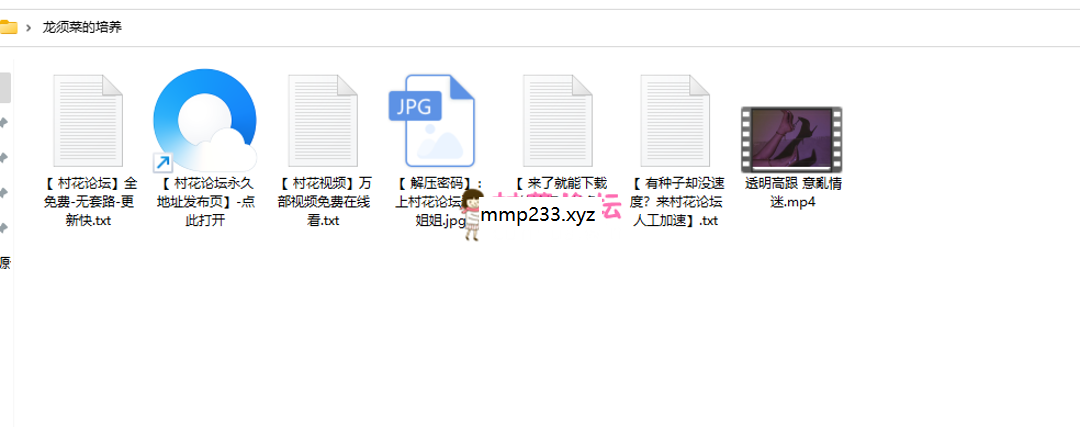 龙须菜的培养
【 村花论坛】全
免费-无套路-更
新快.txt
【 村花论坛永久
地址发布页】-点
此打开
【 村花视频】万
部视频免费在线
看.txt
JPG
【 解压密码】:
上村花论坛
姐姐.jpg
【 来了就能下载
坛
mmp233.xyz
【 有种子却没速
度？来村花论坛
人工加速】.txt
透明高跟 意亂情
迷.mp4
源